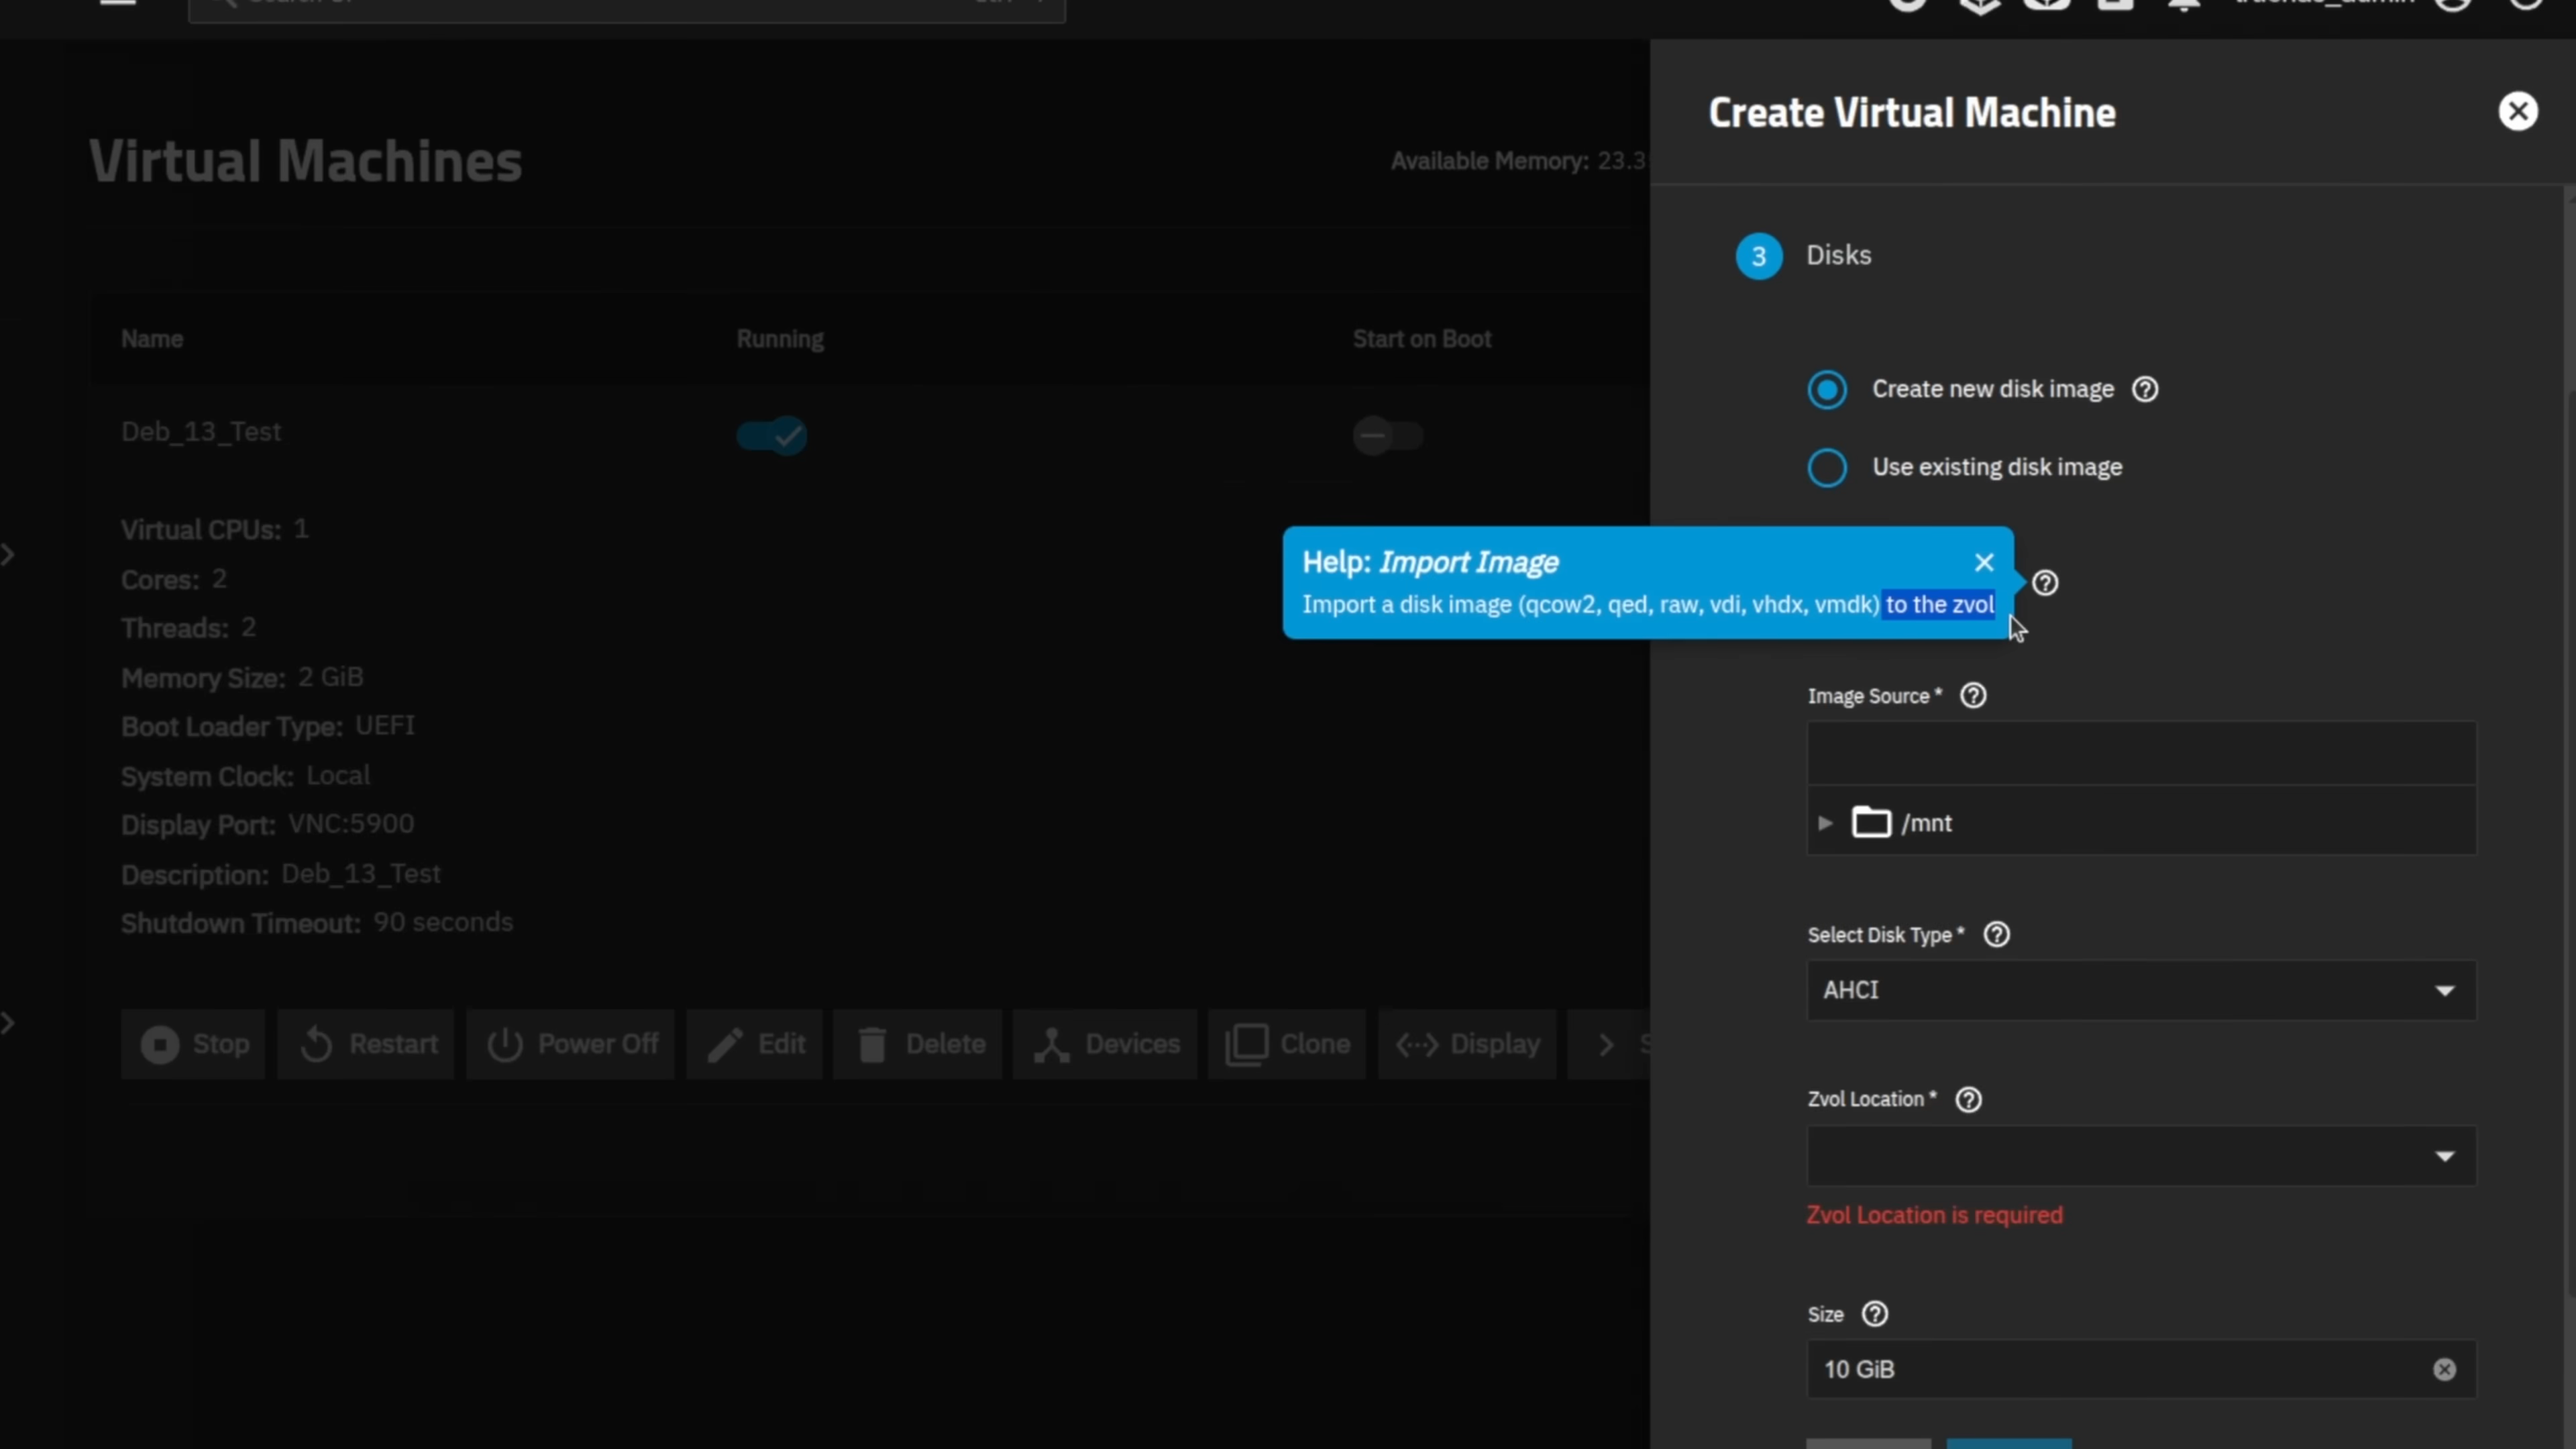 Create Virtual Machine
Virtual Machines
Available Memory: 23.3
3 Disks
Name Running Start on Boot
Create new disk image
Deb_13_Test
Use existing disk image
Virtual CPUs: 1
Cores: 2
Threads: 2
Memory Size: 2 GiB
Boot Loader Type: UEFI
System Clock: Local
Display Port: VNC:5900
Description: Deb_13_Test
Shutdown Timeout: 90 seconds
Stop Restart Power Off Edit Delete Devices Clone Display
Help: Import Image
Import a disk image (qcow2, qed, raw, vdi, vhdx, vmdk) to the zvol
Image Source *
/mnt
Select Disk Type *
AHCI
Zvol Location *
Zvol Location is required
Size
10 GiB